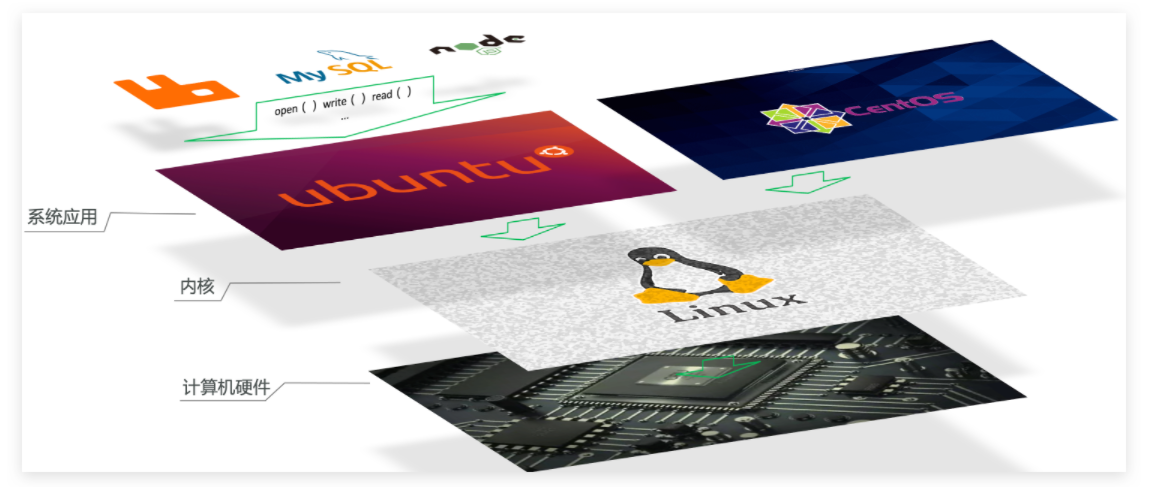 node
JS
MySQL
open ( ) write ( ) read ( )
...
CentOS
ubuntu
系统应用
内核
Linux
计算机硬件